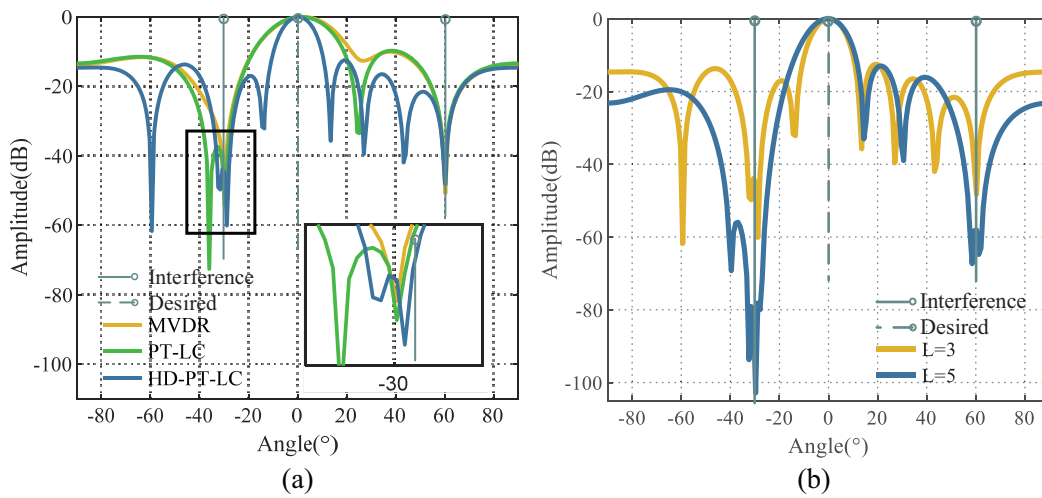 0
-20
-40
-60
-80
-100
Amplitude(dB)
Interference
Desired
MVDR
PT-LC
HD-PT-LC
-30
-80 -60 -40 -20 0 20 40 60 80
Angle(°)
(a)
0
-20
-40
-60
-80
-100
Amplitude(dB)
Interference
Desired
L=3
L=5
-80 -60 -40 -20 0 20 40 60 80
Angle(°)
(b)